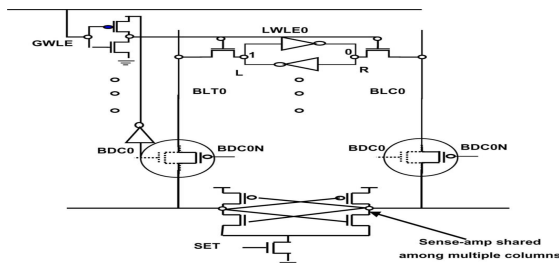 LWLE0
GWLE
1
0
L
R
BLT0
BLC0
BDC0
BDC0N
BDC0
BDC0N
SET
Sense-amp shared
among multiple columns